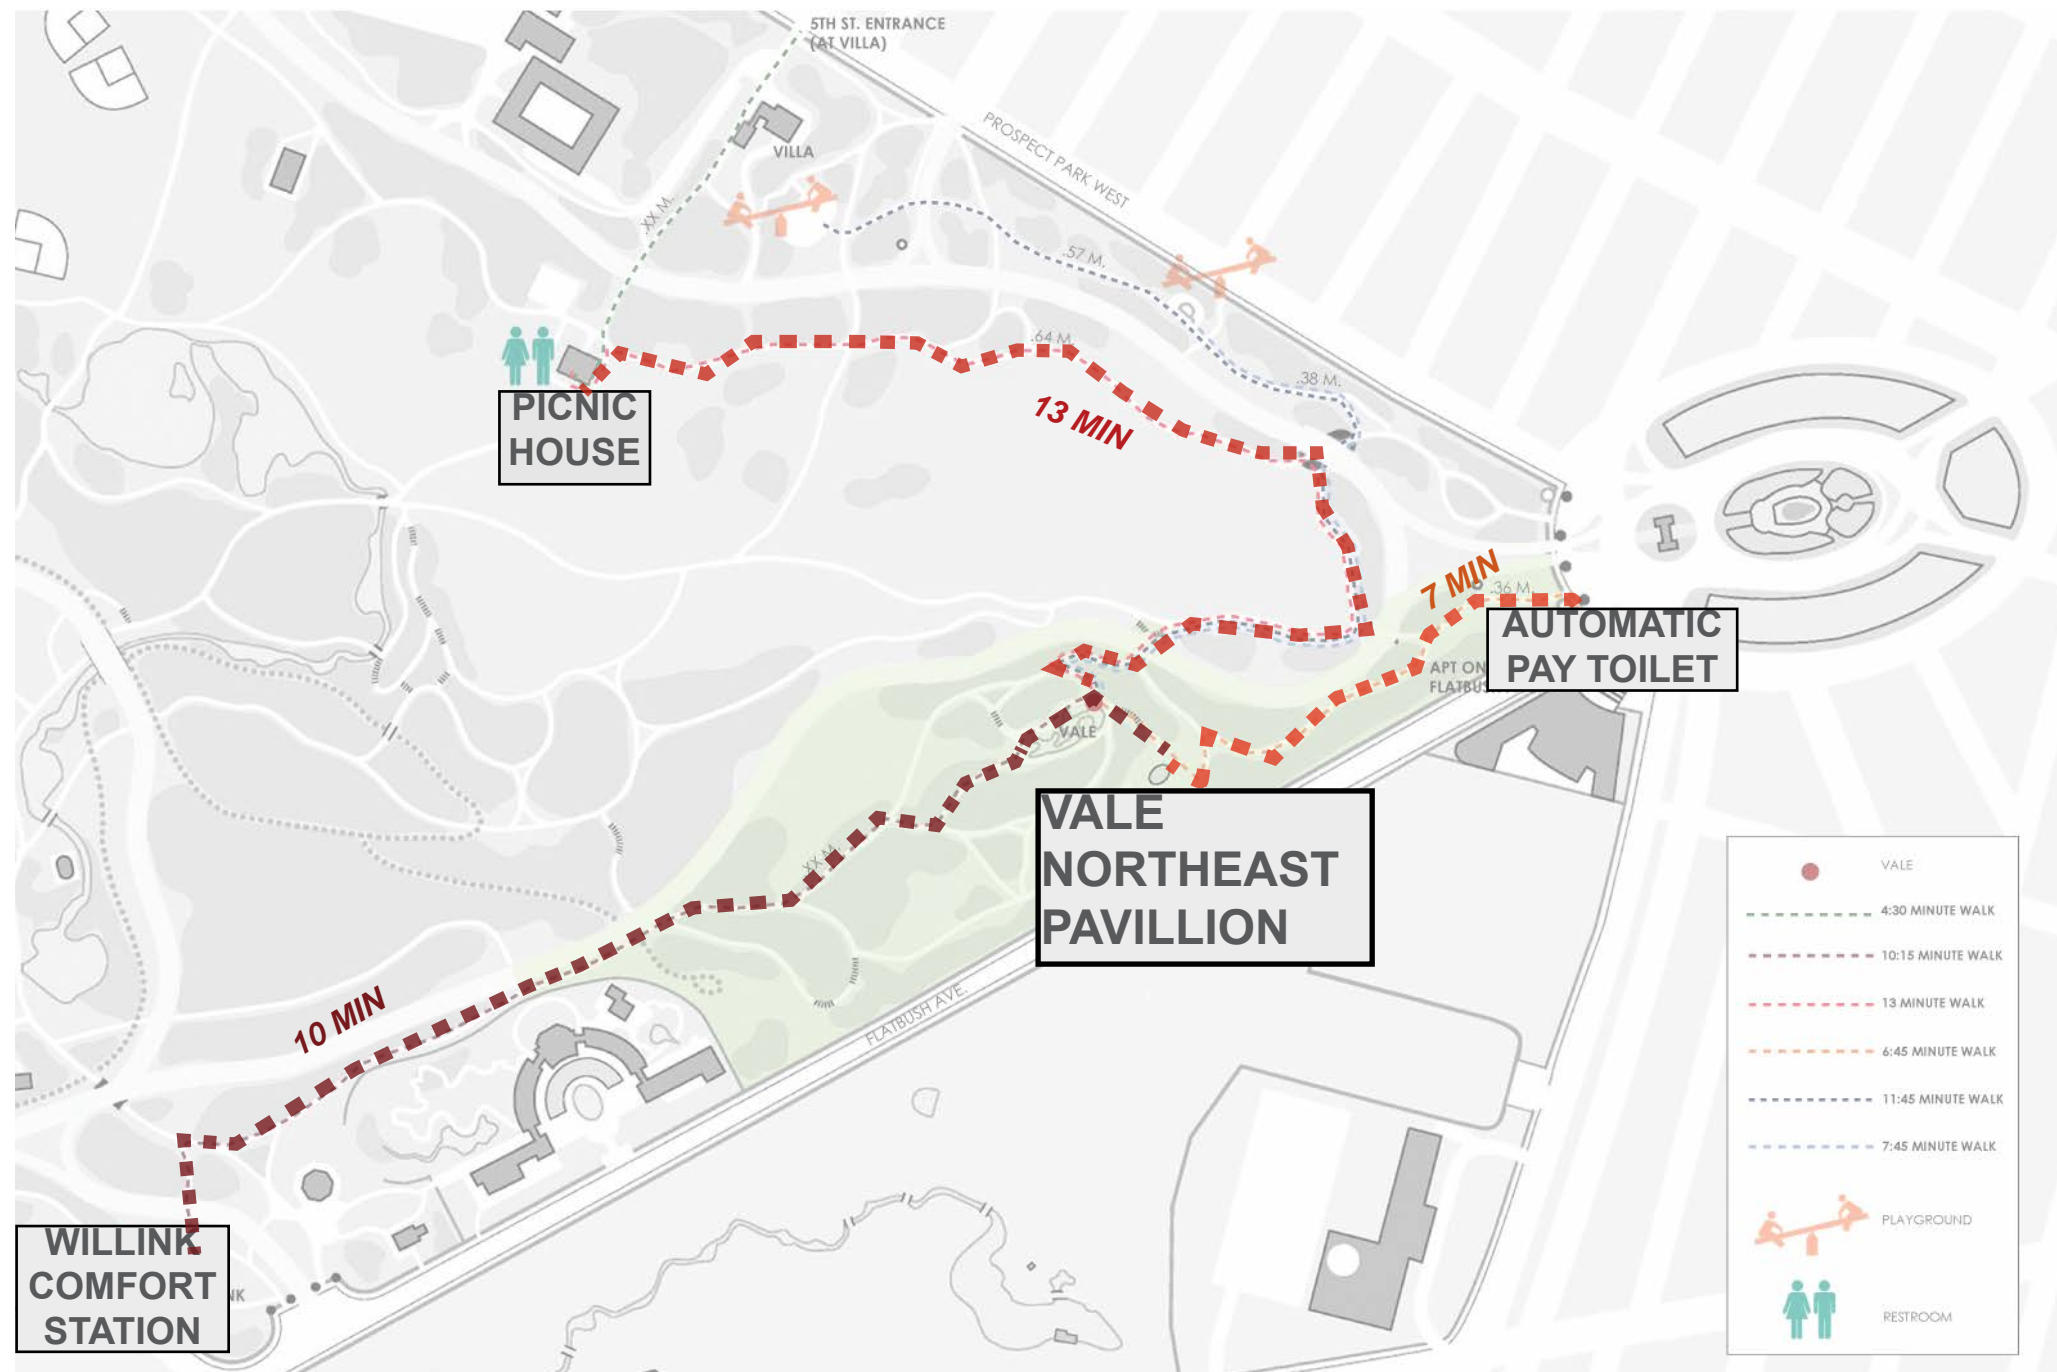 5TH ST. ENTRANCE
(AT VILLA)
PROSPECT PARK WEST
VILLA
.XX M.
.57 M.
.64 M.
.38 M.
13 MIN
PICNIC
HOUSE
7 MIN
.36 M.
AUTOMATIC
PAY TOILET
APT ON
VALE
VALE
NORTHEAST
PAVILLION
.XX M.
FLATBUSH AVE.
10 MIN
WILLINK
COMFORT
STATION
VALE
4:30 MINUTE WALK
10:15 MINUTE WALK
13 MINUTE WALK
6:45 MINUTE WALK
11:45 MINUTE WALK
7:45 MINUTE WALK
PLAYGROUND
RESTROOM